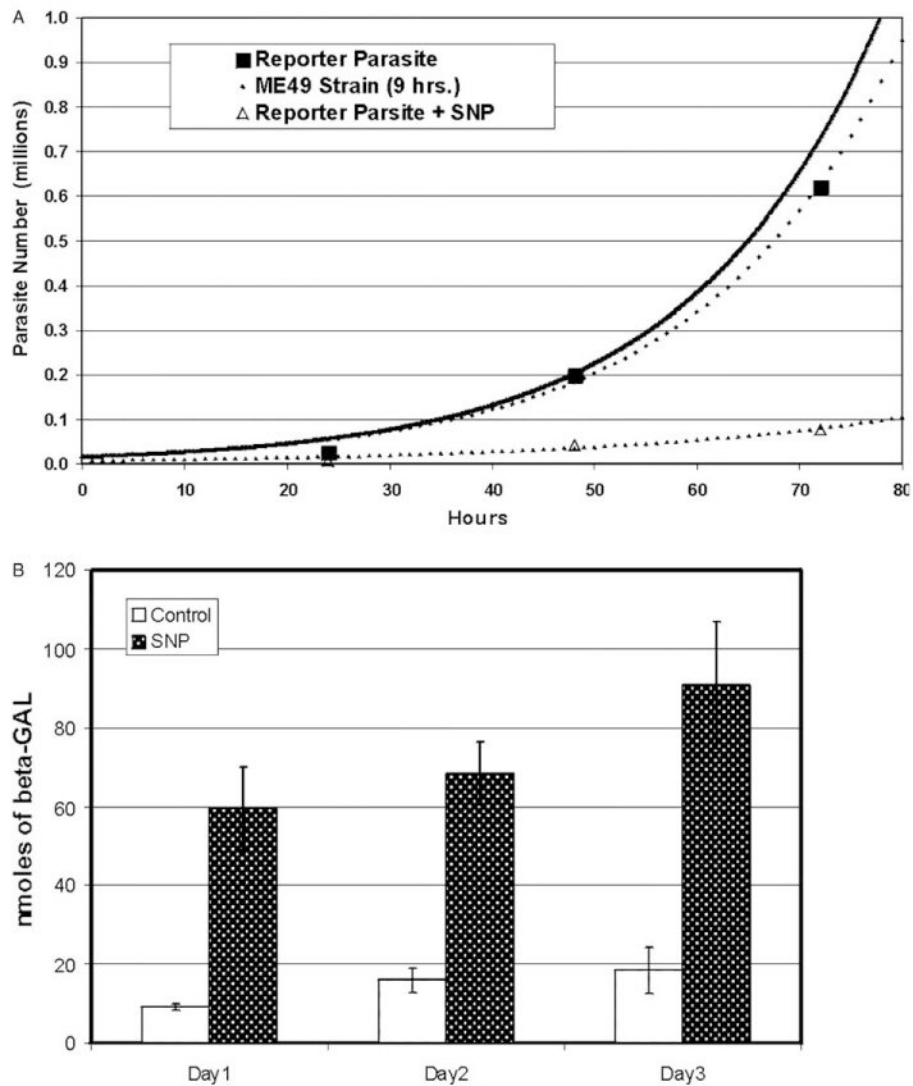 A
1.0
0.9
0.8
0.7
0.6
0.5
0.4
0.3
0.2
0.1
0.0
Parasite Number (millions)
Reporter Parasite
ME49 Strain (9 hrs.)
Reporter Parsite + SNP
0 10 20 30 40 50 60 70 80
Hours
B
120
100
80
60
40
20
0
nmoles of beta-GAL
Control
SNP
Day1 Day2 Day3